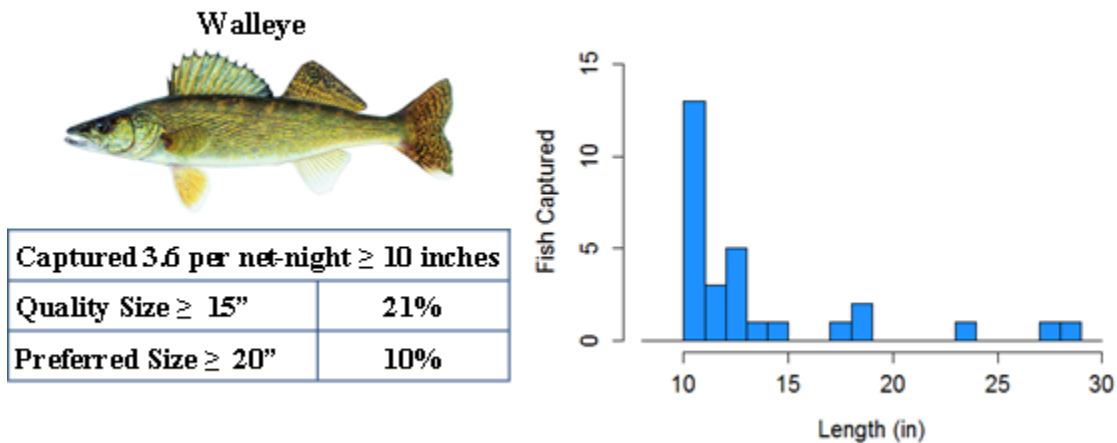 Walleye
Captured 3.6 per net-night ≥ 10 inches
Quality Size ≥ 15” 21%
Preferred Size ≥ 20” 10%
Fish Captured
15
10
5
0
10 15 20 25 30
Length (in)